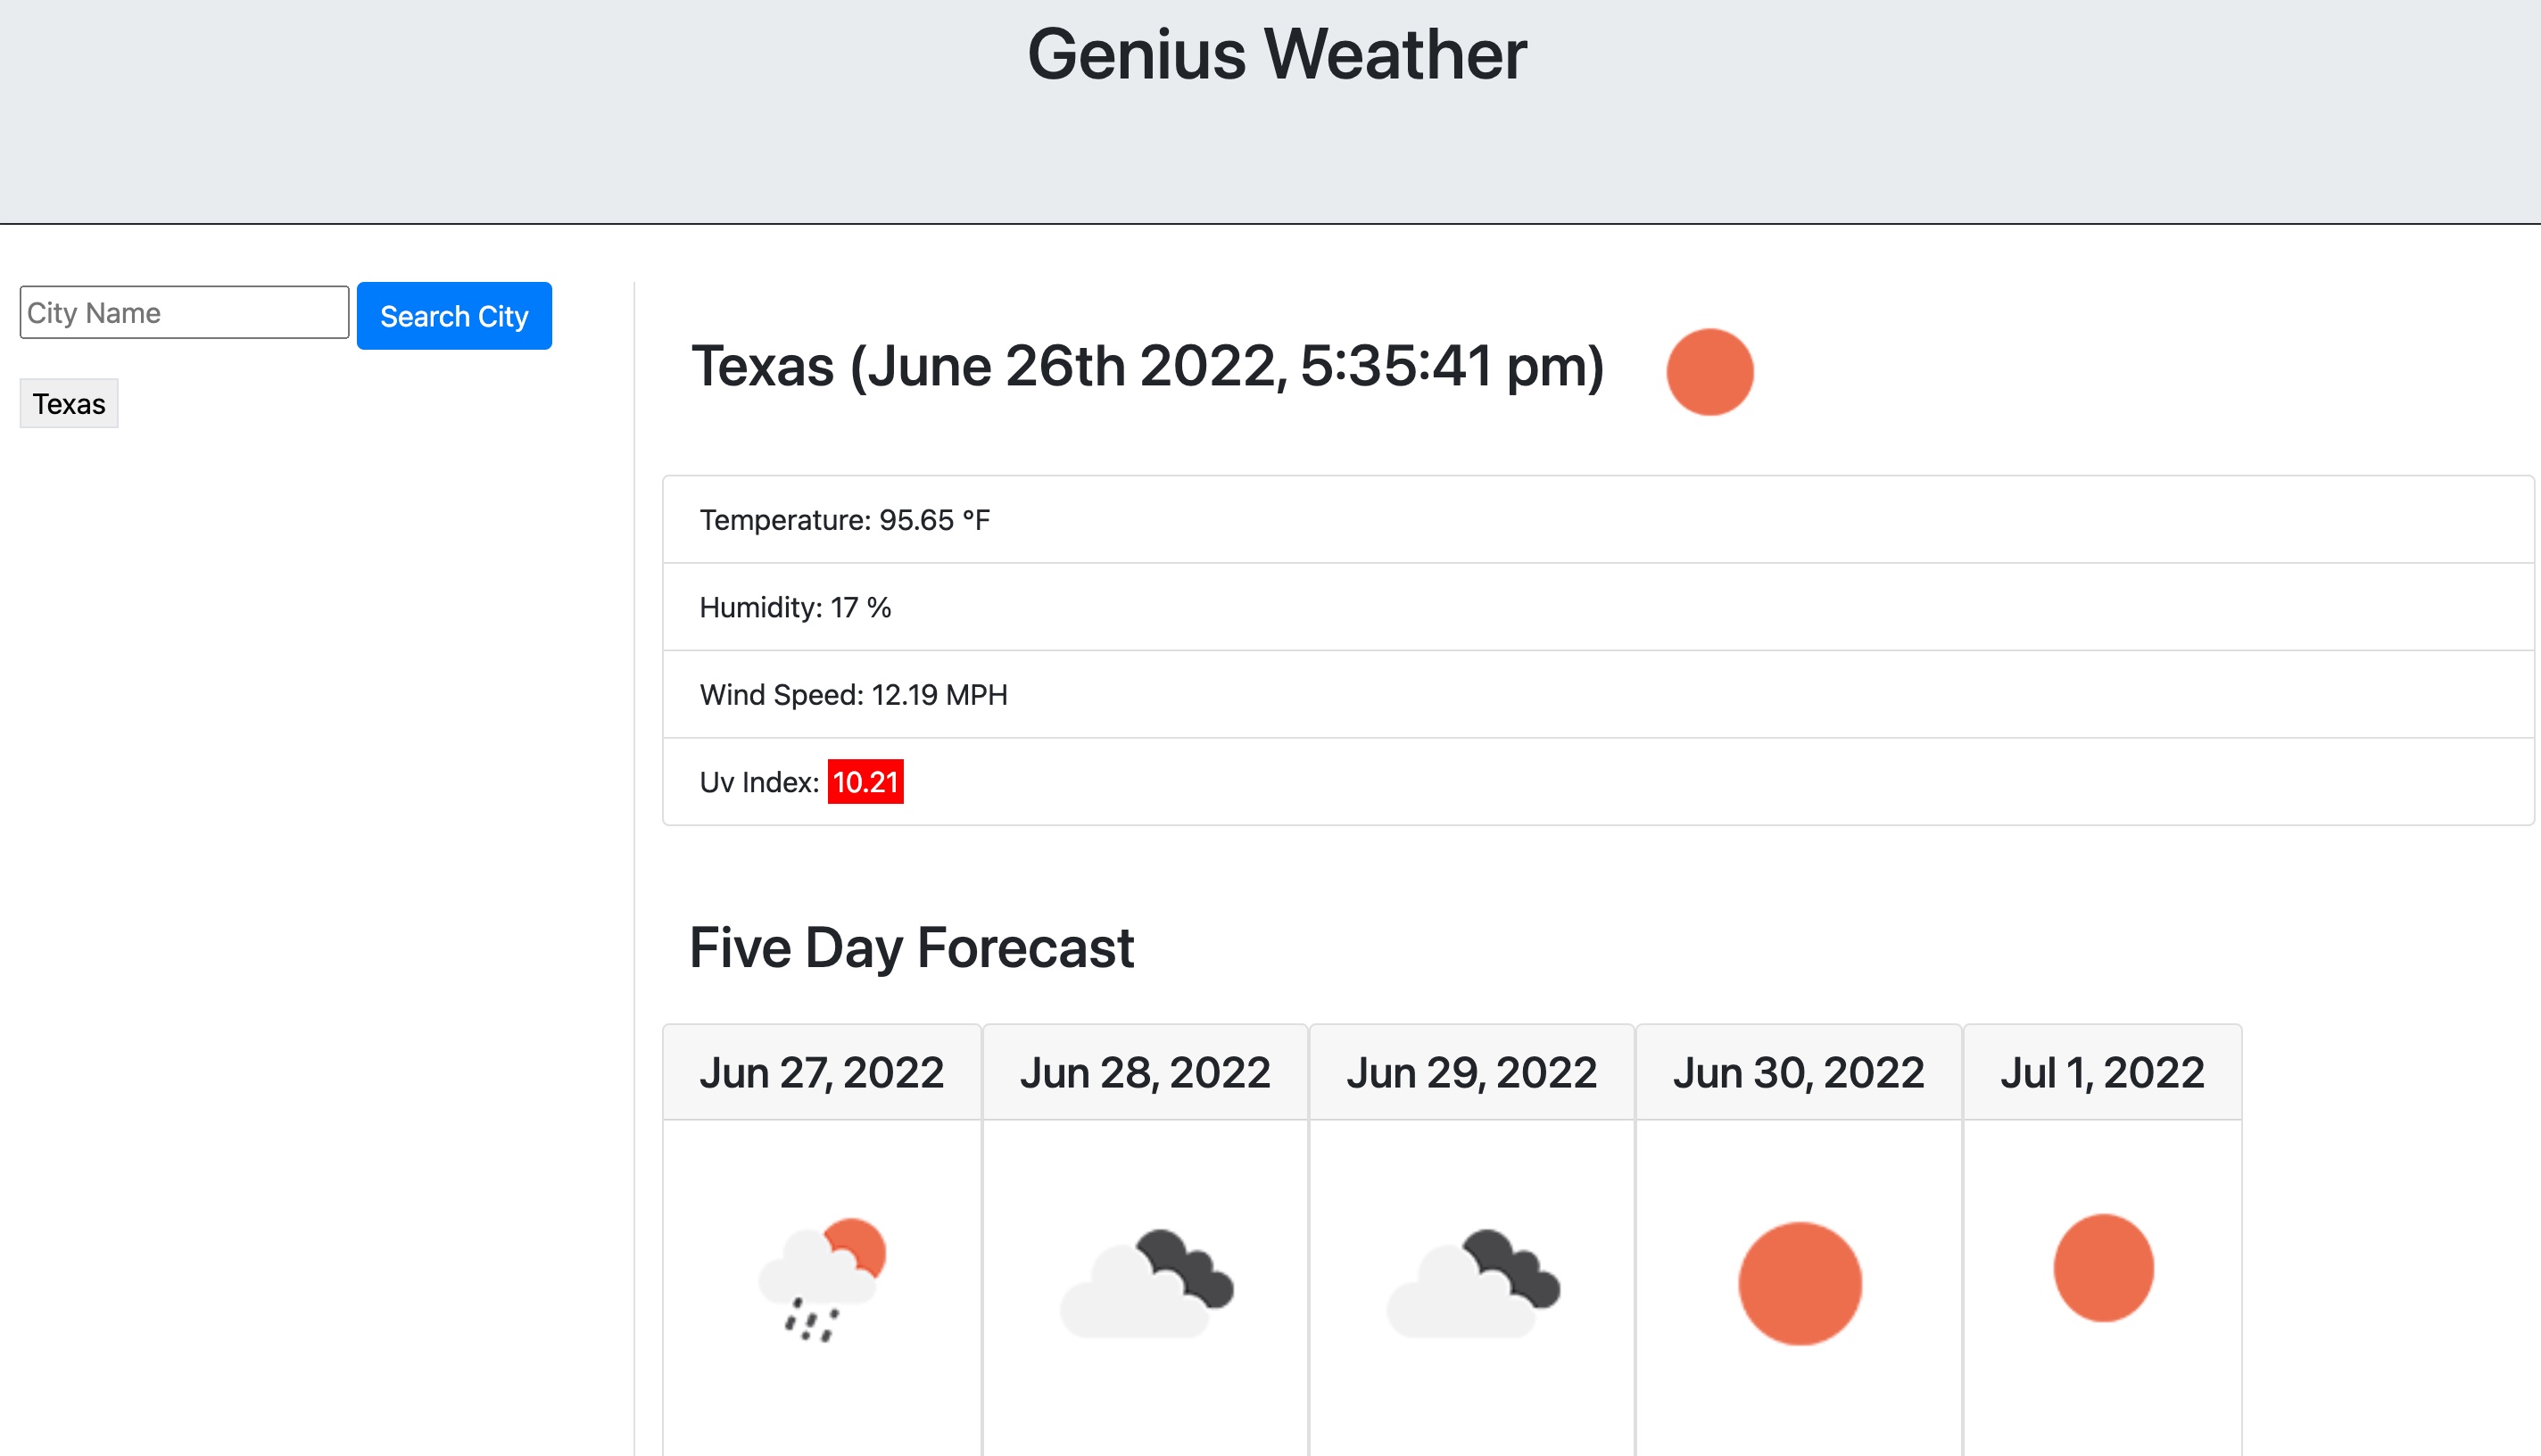 Genius Weather
City Name
Search City
Texas
Texas (June 26th 2022, 5:35:41 pm)
Temperature: 95.65 °F
Humidity: 17 %
Wind Speed: 12.19 MPH
Uv Index: 10.21
Five Day Forecast
Jun 27, 2022
Jun 28, 2022
Jun 29, 2022
Jun 30, 2022
Jul 1, 2022